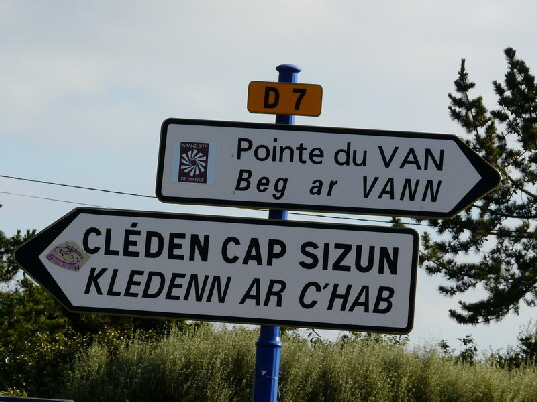 D 7
Pointe du VAN
Beg ar VANN
CLÉDEN CAP SIZUN
KLEDENN AR C'HAB